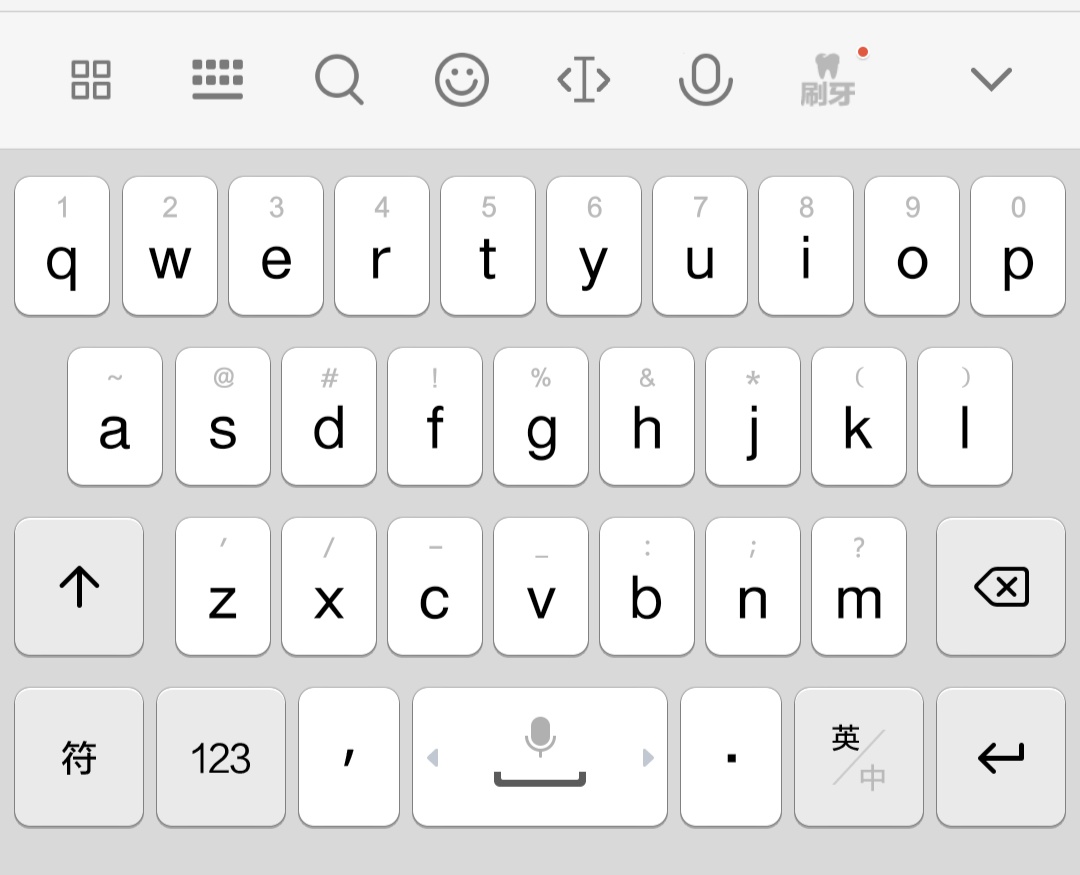 刷牙
1 2 3 4 5 6 7 8 9 0
q w e r t y u i o p
~ @ # ! % & * ( )
a s d f g h j k l
' / - _ : ; ?
z x c v b n m
符 123 , . 英/中